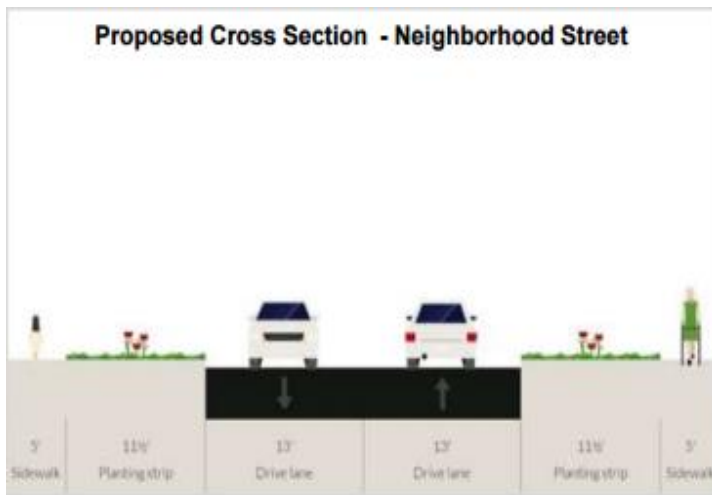 Proposed Cross Section - Neighborhood Street
5' 11½' 13' 13' 11½' 5'
Sidewalk Planting strip Drive lane Drive lane Planting strip Sidewalk